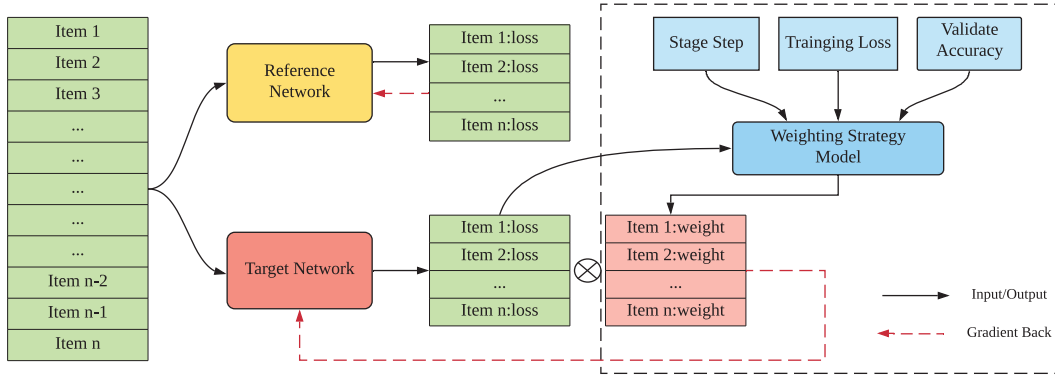 Item 1
Item 2
Item 3
...
...
...
...
...
Item n-2
Item n-1
Item n
Reference
Network
Item 1:loss
Item 2:loss
...
Item n:loss
Target Network
Item 1:loss
Item 2:loss
...
Item n:loss
Stage Step
Trainging Loss
Validate
Accuracy
Weighting Strategy
Model
Item 1:weight
Item 2:weight
...
Item n:weight
Input/Output
Gradient Back